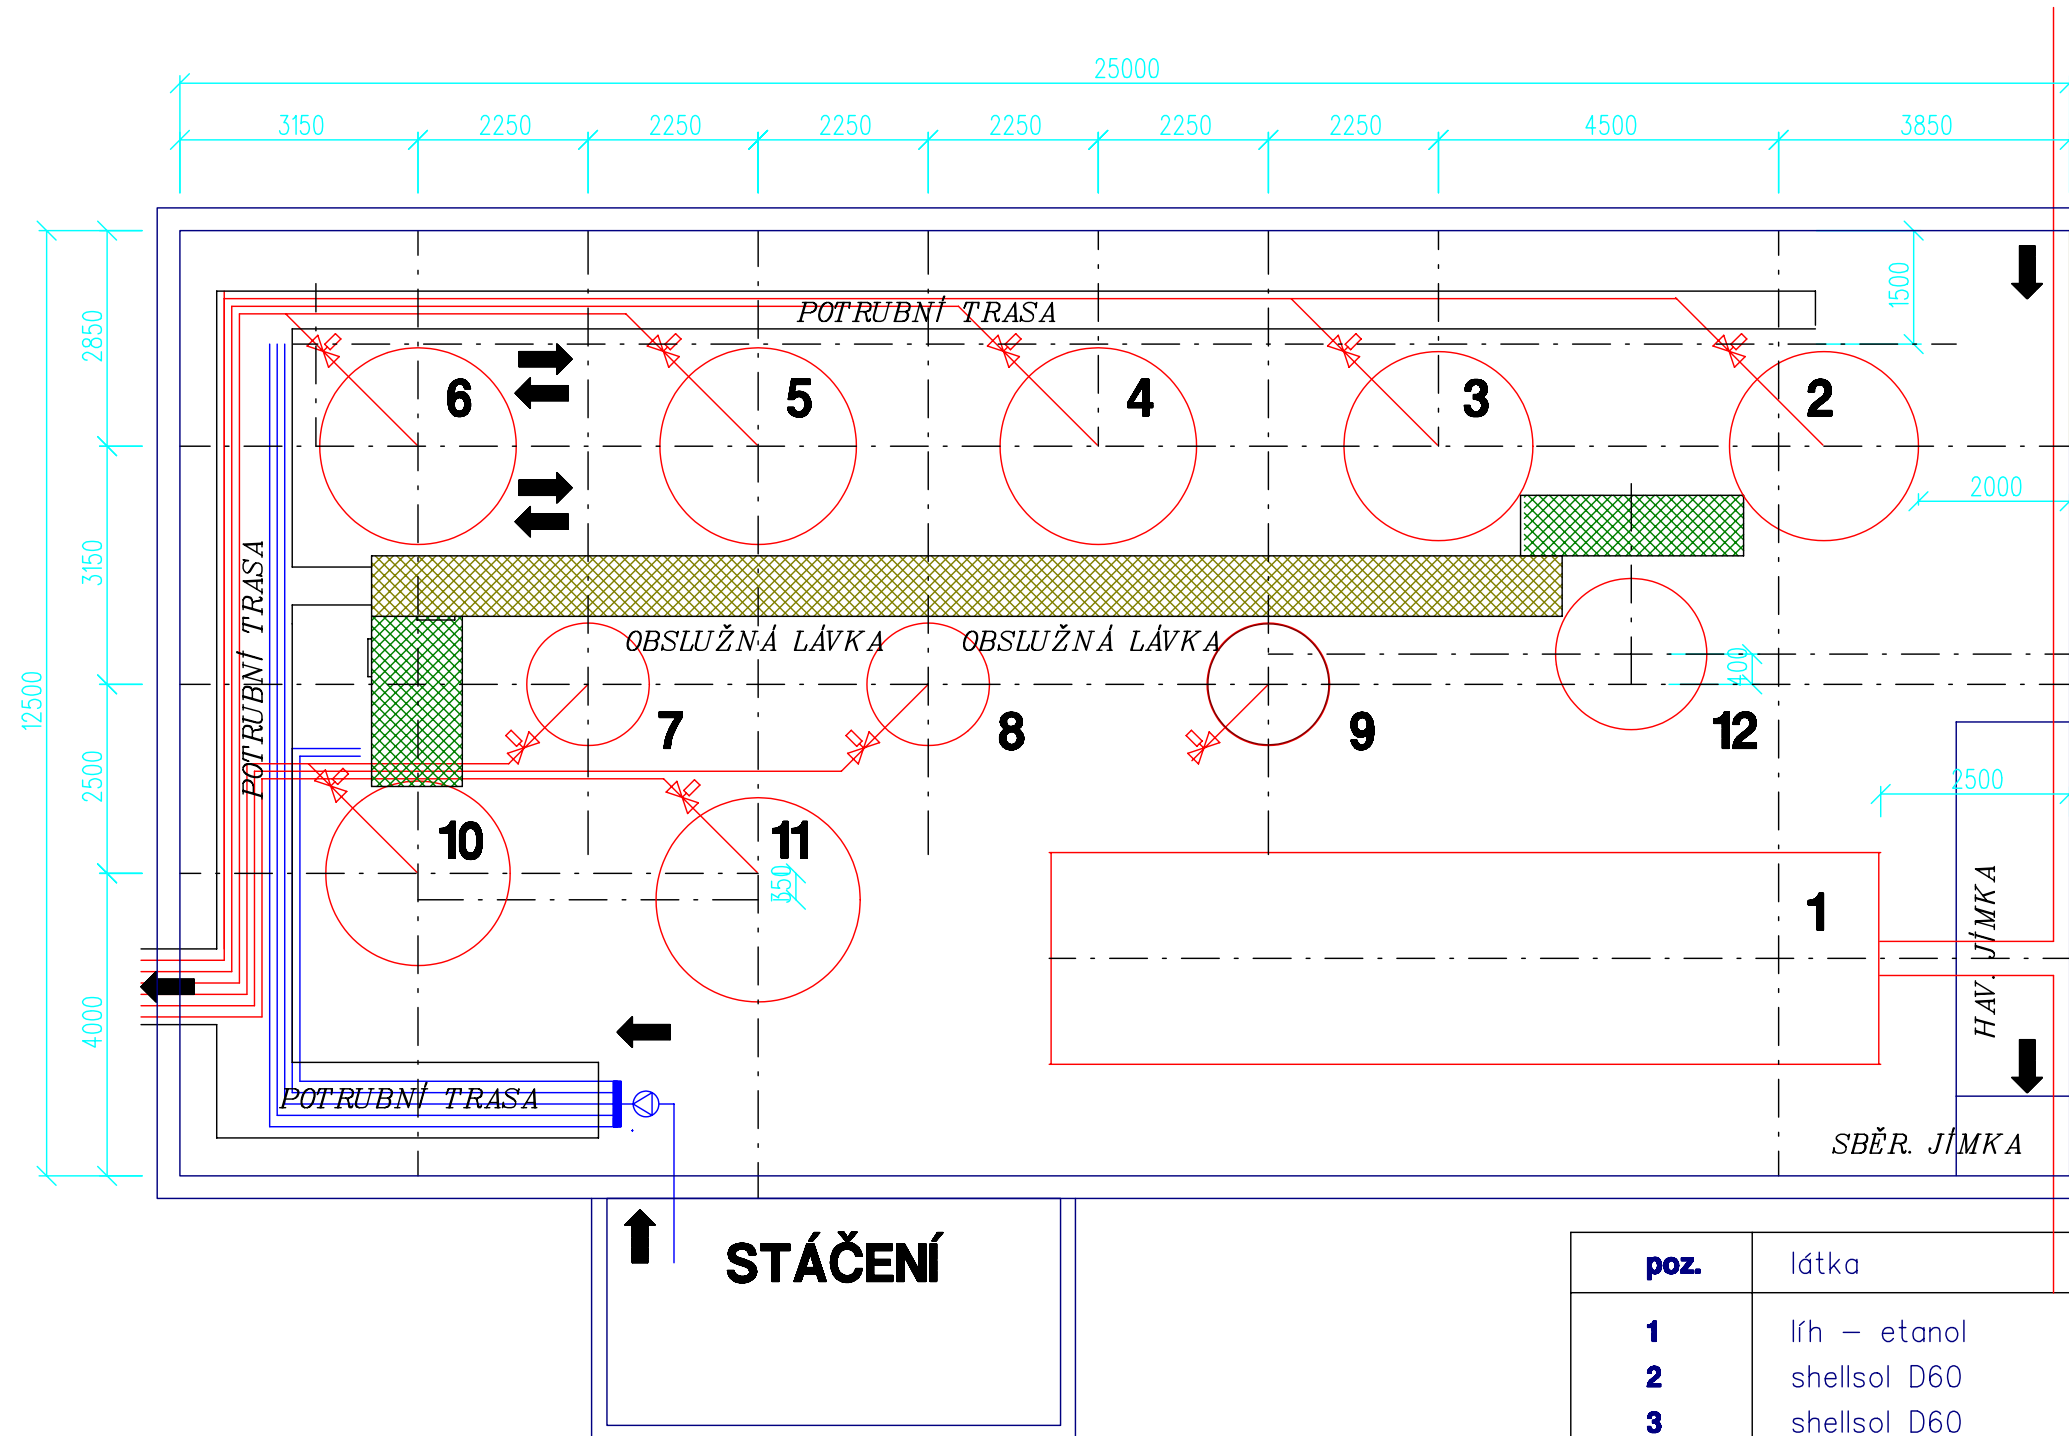 25000
3150 2250 2250 2250 2250 2250 2250 4500 3850
1500
2850
POTRUBNÍ TRASA
6 5 4 3 2
2000
3150
POTRUBNÍ TRASA
OBSLUŽNÁ LÁVKA OBSLUŽNÁ LÁVKA
400
12500
7 8 9 12
2500
2500
10 11
350
1
HAV. JÍMKA
4000
POTRUBNÍ TRASA
SBĚR. JÍMKA
STÁČENÍ
poz. látka
1 líh – etanol
2 shellsol D60
3 shellsol D60